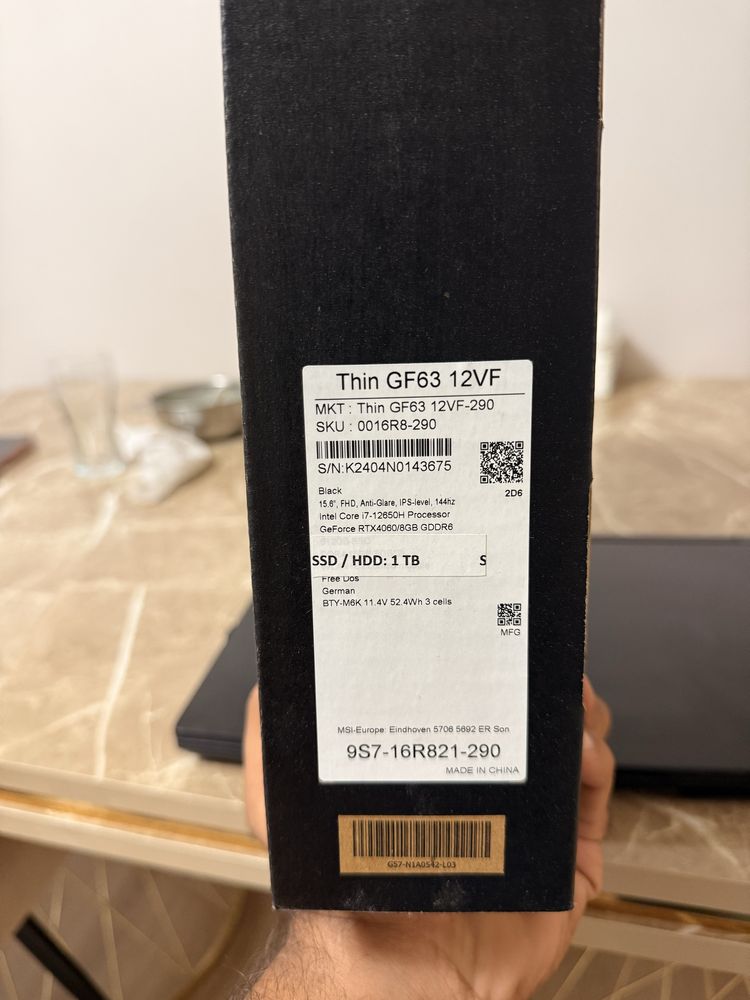 Thin GF63 12VF
MKT : Thin GF63 12VF-290
SKU : 0016R8-290
S/N:K2404N0143675
2D6
Black
15.6", FHD, Anti-Glare, IPS-level, 144hz
Intel Core i7-12650H Processor
GeForce RTX4060/8GB GDDR6
SSD / HDD: 1 TB S
Free Dos
German
BTY-M6K 11.4V 52.4Wh 3 cells
MFG
MSI-Europe: Eindhoven 5706 5692 ER Son
9S7-16R821-290
MADE IN CHINA
G57-N1A0542-L03